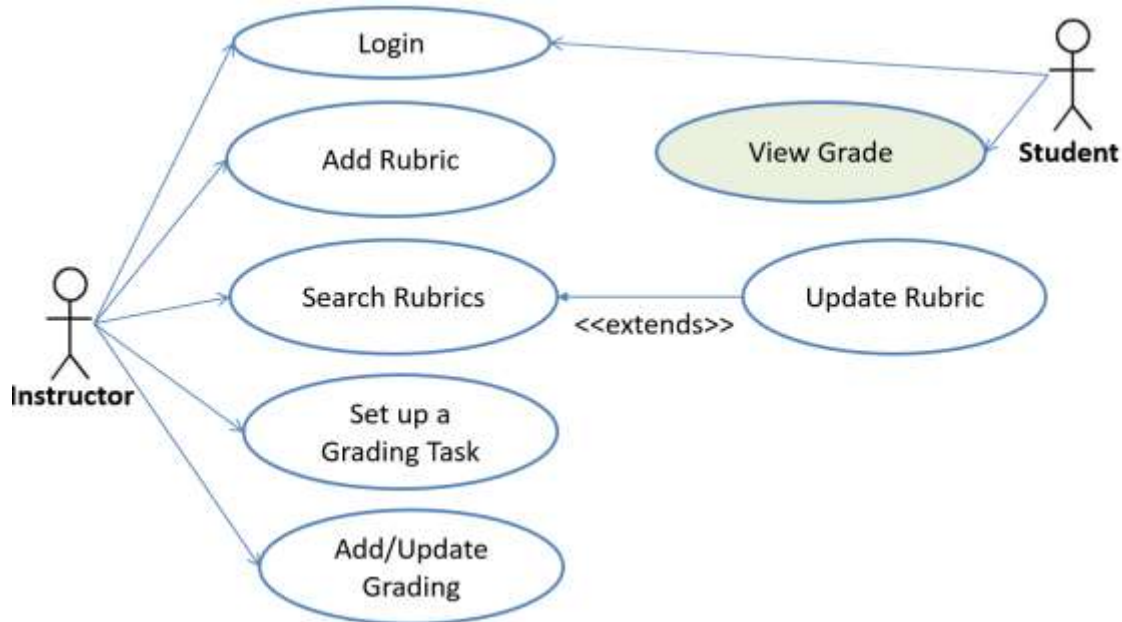 Login
Add Rubric
View Grade
Student
Search Rubrics
<<extends>>
Update Rubric
Instructor
Set up a
Grading Task
Add/Update
Grading